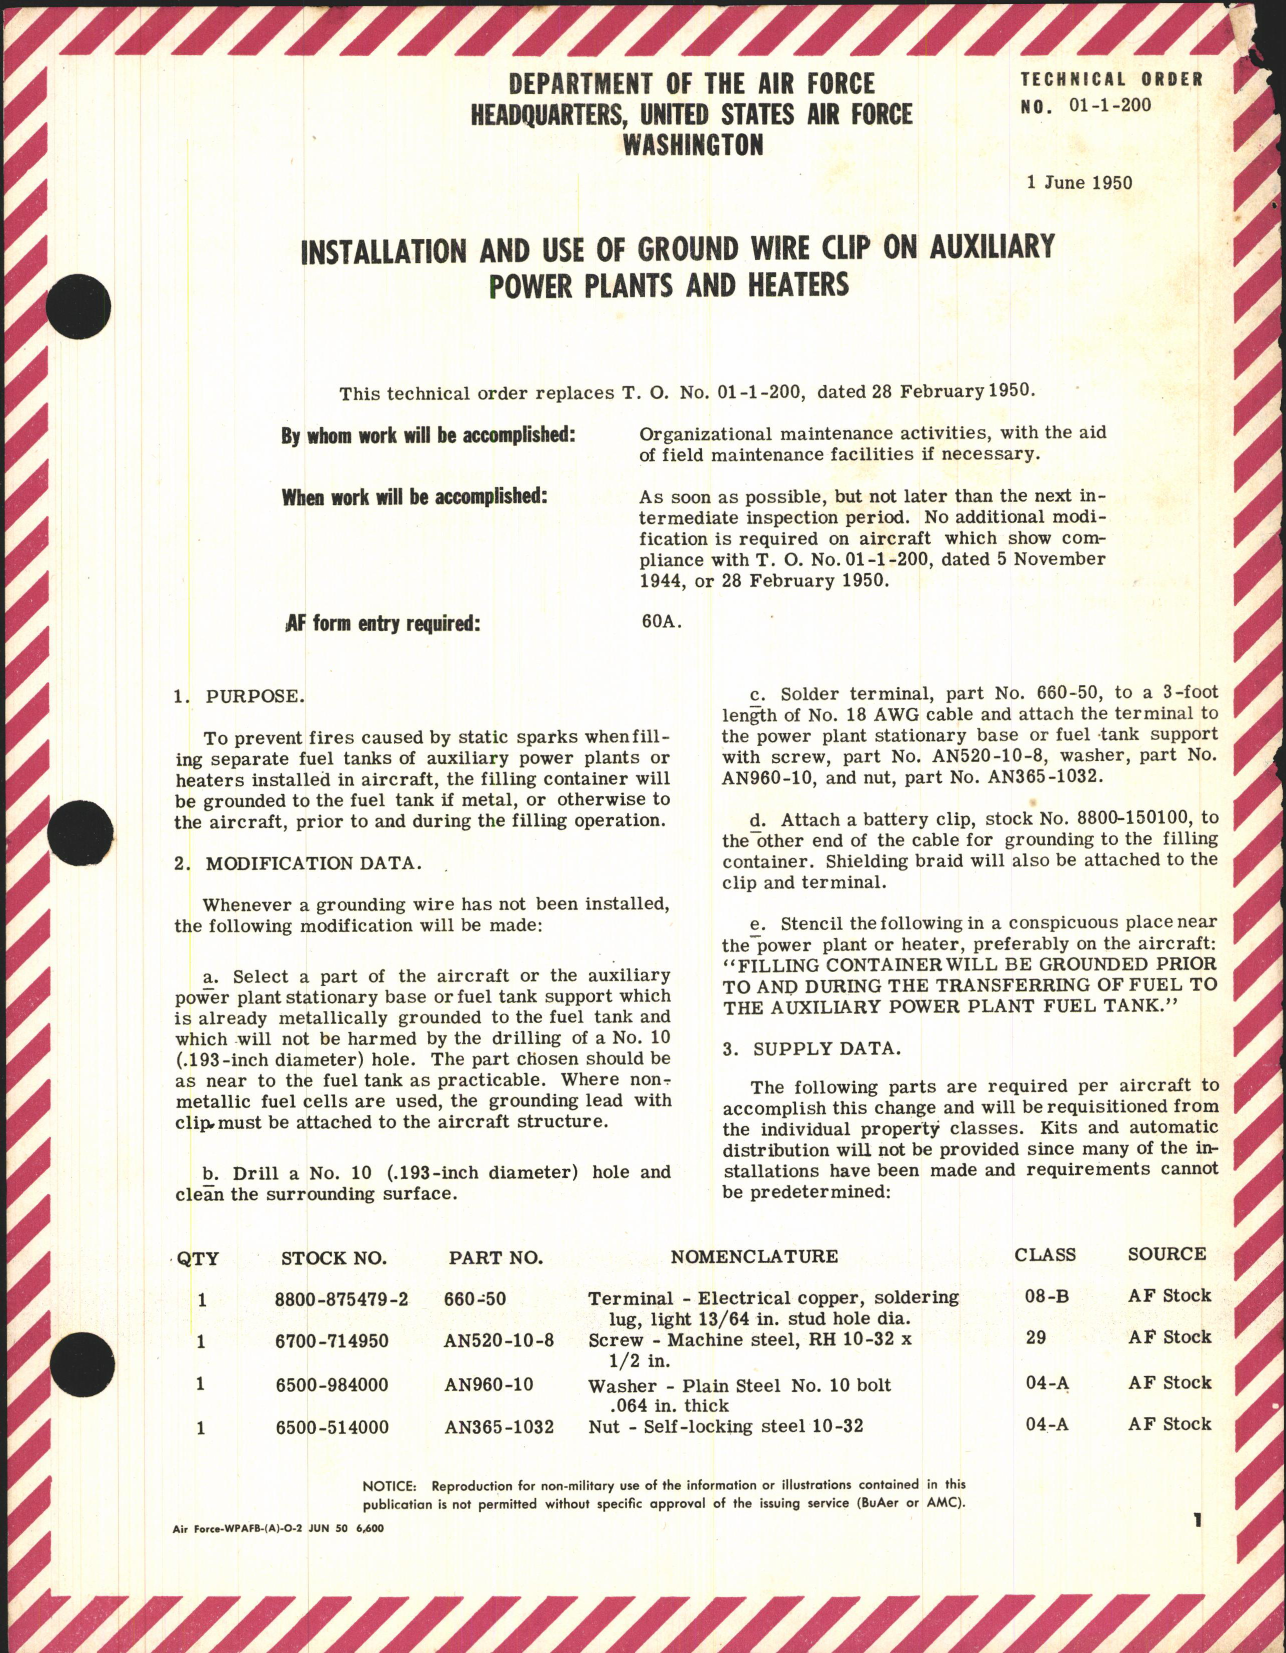 DEPARTMENT OF THE AIR FORCE
HEADQUARTERS, UNITED STATES AIR FORCE
WASHINGTON
TECHNICAL ORDER
NO. 01-1-200
1 June 1950
INSTALLATION AND USE OF GROUND WIRE CLIP ON AUXILIARY
POWER PLANTS AND HEATERS
This technical order replaces T. O. No. 01-1-200, dated 28 February 1950.
By whom work will be accomplished: Organizational maintenance activities, with the aid
of field maintenance facilities if necessary.
When work will be accomplished: As soon as possible, but not later than the next in-
termediate inspection period. No additional modi-
fication is required on aircraft which show com-
pliance with T. O. No. 01-1-200, dated 5 November
1944, or 28 February 1950.
AF form entry required: 60A.
1. PURPOSE.
To prevent fires caused by static sparks when fill-
ing separate fuel tanks of auxiliary power plants or
heaters installed in aircraft, the filling container will
be grounded to the fuel tank if metal, or otherwise to
the aircraft, prior to and during the filling operation.
2. MODIFICATION DATA.
Whenever a grounding wire has not been installed,
the following modification will be made:
a. Select a part of the aircraft or the auxiliary
power plant stationary base or fuel tank support which
is already metallically grounded to the fuel tank and
which will not be harmed by the drilling of a No. 10
(.193-inch diameter) hole. The part chosen should be
as near to the fuel tank as practicable. Where non-
metallic fuel cells are used, the grounding lead with
clip must be attached to the aircraft structure.
b. Drill a No. 10 (.193-inch diameter) hole and
clean the surrounding surface.
c. Solder terminal, part No. 660-50, to a 3-foot
length of No. 18 AWG cable and attach the terminal to
the power plant stationary base or fuel tank support
with screw, part No. AN520-10-8, washer, part No.
AN960-10, and nut, part No. AN365-1032.
d. Attach a battery clip, stock No. 8800-150100, to
the other end of the cable for grounding to the filling
container. Shielding braid will also be attached to the
clip and terminal.
e. Stencil the following in a conspicuous place near
the power plant or heater, preferably on the aircraft:
"FILLING CONTAINER WILL BE GROUNDED PRIOR
TO AND DURING THE TRANSFERRING OF FUEL TO
THE AUXILIARY POWER PLANT FUEL TANK."
3. SUPPLY DATA.
The following parts are required per aircraft to
accomplish this change and will be requisitioned from
the individual property classes. Kits and automatic
distribution will not be provided since many of the in-
stallations have been made and requirements cannot
be predetermined:
QTY STOCK NO. PART NO. NOMENCLATURE CLASS SOURCE
1 8800-875479-2 660-50 Terminal - Electrical copper, soldering 08-B AF Stock
lug, light 13/64 in. stud hole dia.
1 6700-714950 AN520-10-8 Screw - Machine steel, RH 10-32 x 29 AF Stock
1/2 in.
1 6500-984000 AN960-10 Washer - Plain Steel No. 10 bolt 04-A AF Stock
.064 in. thick
1 6500-514000 AN365-1032 Nut - Self-locking steel 10-32 04-A AF Stock
NOTICE: Reproduction for non-military use of the information or illustrations contained in this
publication is not permitted without specific approval of the issuing service (BuAer or AMC).
Air Force-WPAFB-(A)-O-2 JUN 50 6,600
1